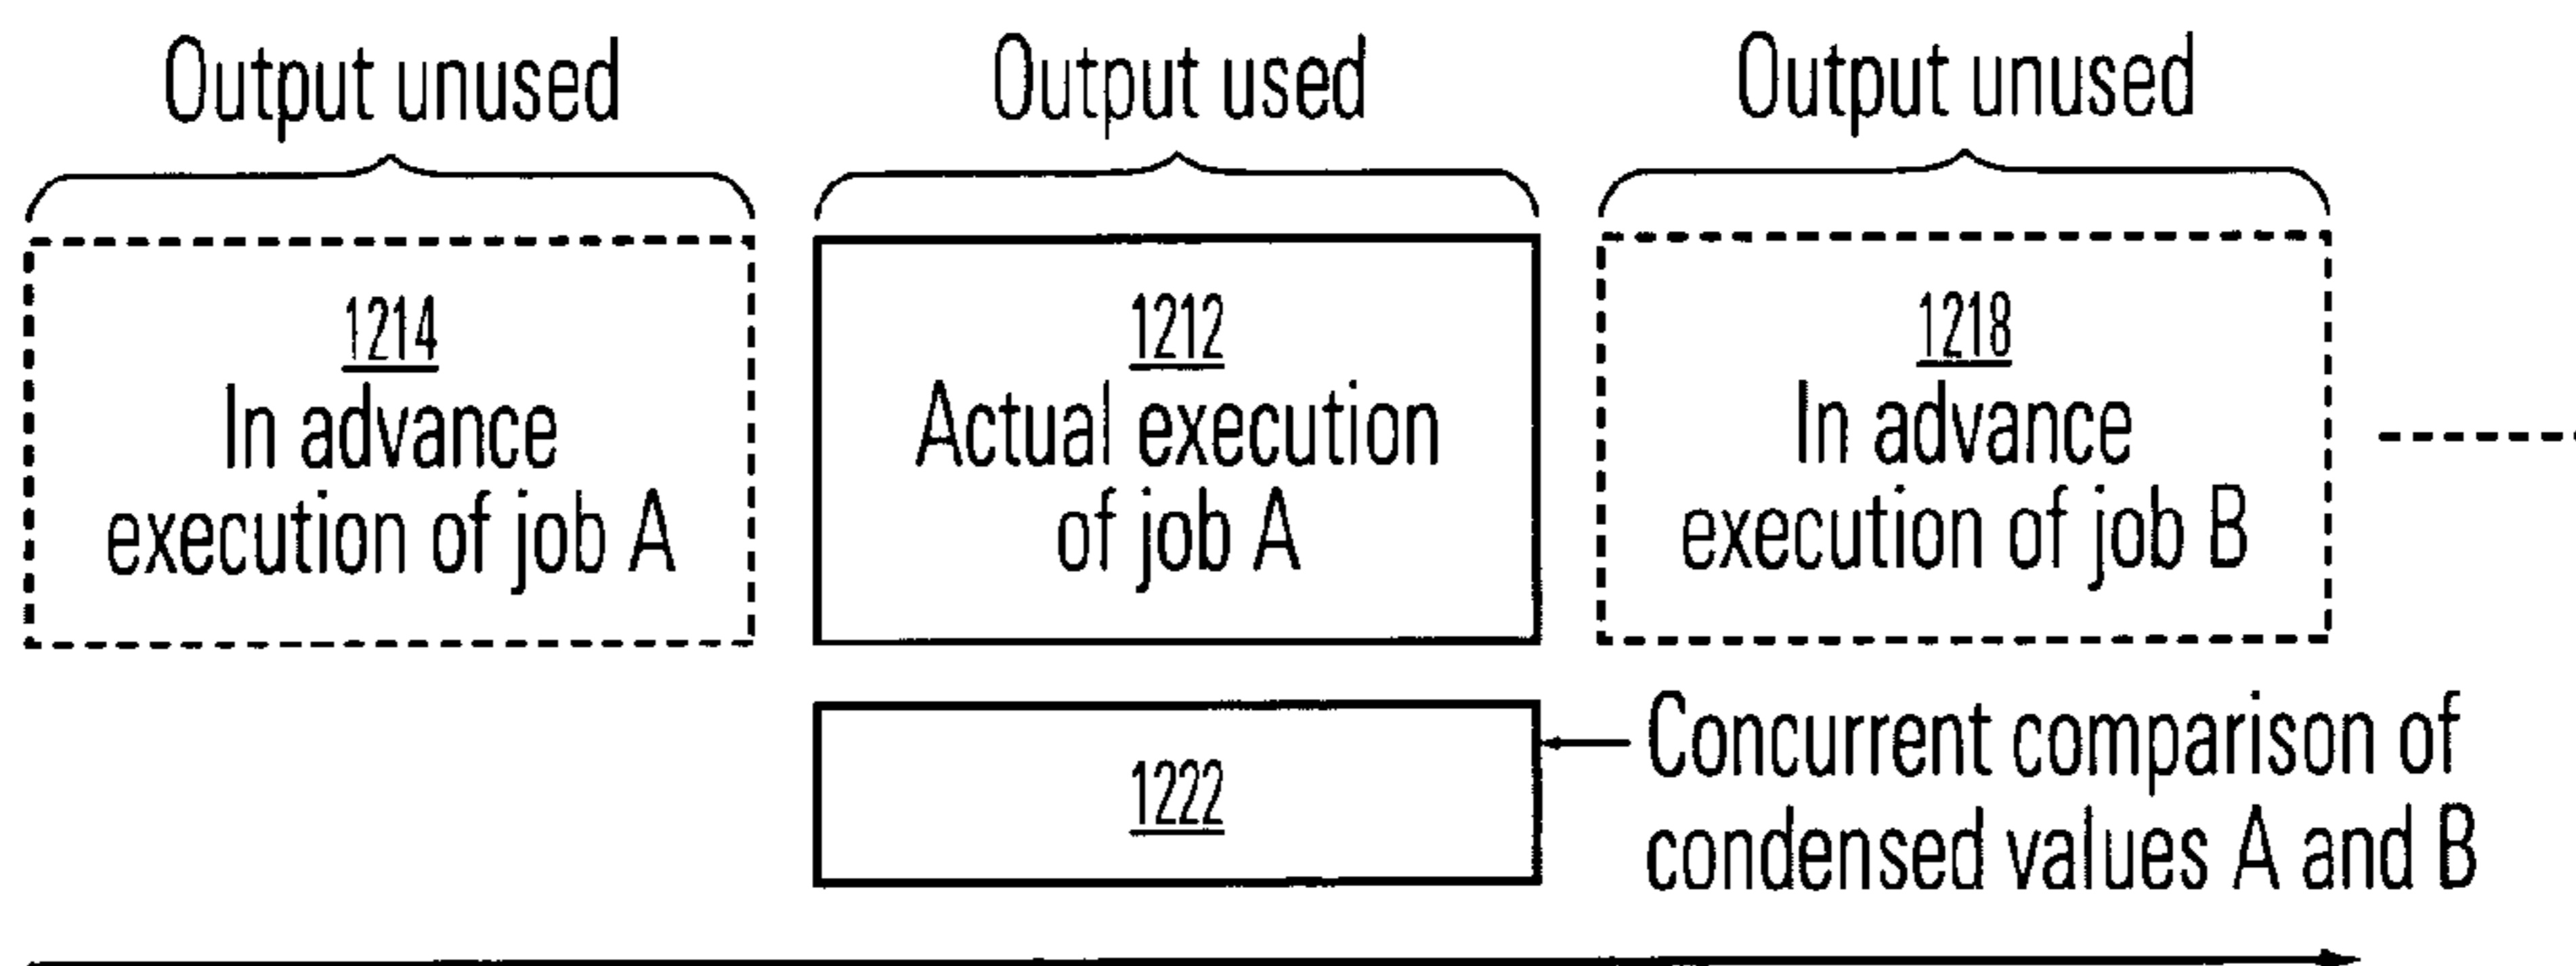 Output unused
Output used
Output unused
1214
In advance
execution of job A
1212
Actual execution
of job A
1218
In advance
execution of job B
1222
Concurrent comparison of
condensed values A and B